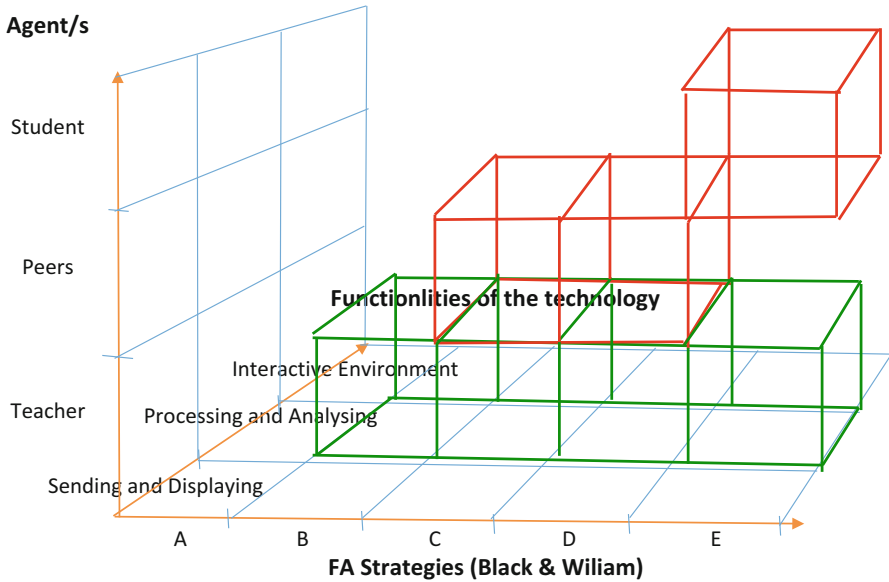 Agent/s
Student
Peers
Functionlities of the technology
Interactive Environment
Teacher
Processing and Analysing
Sending and Displaying
A B C D E
FA Strategies (Black & Wiliam)